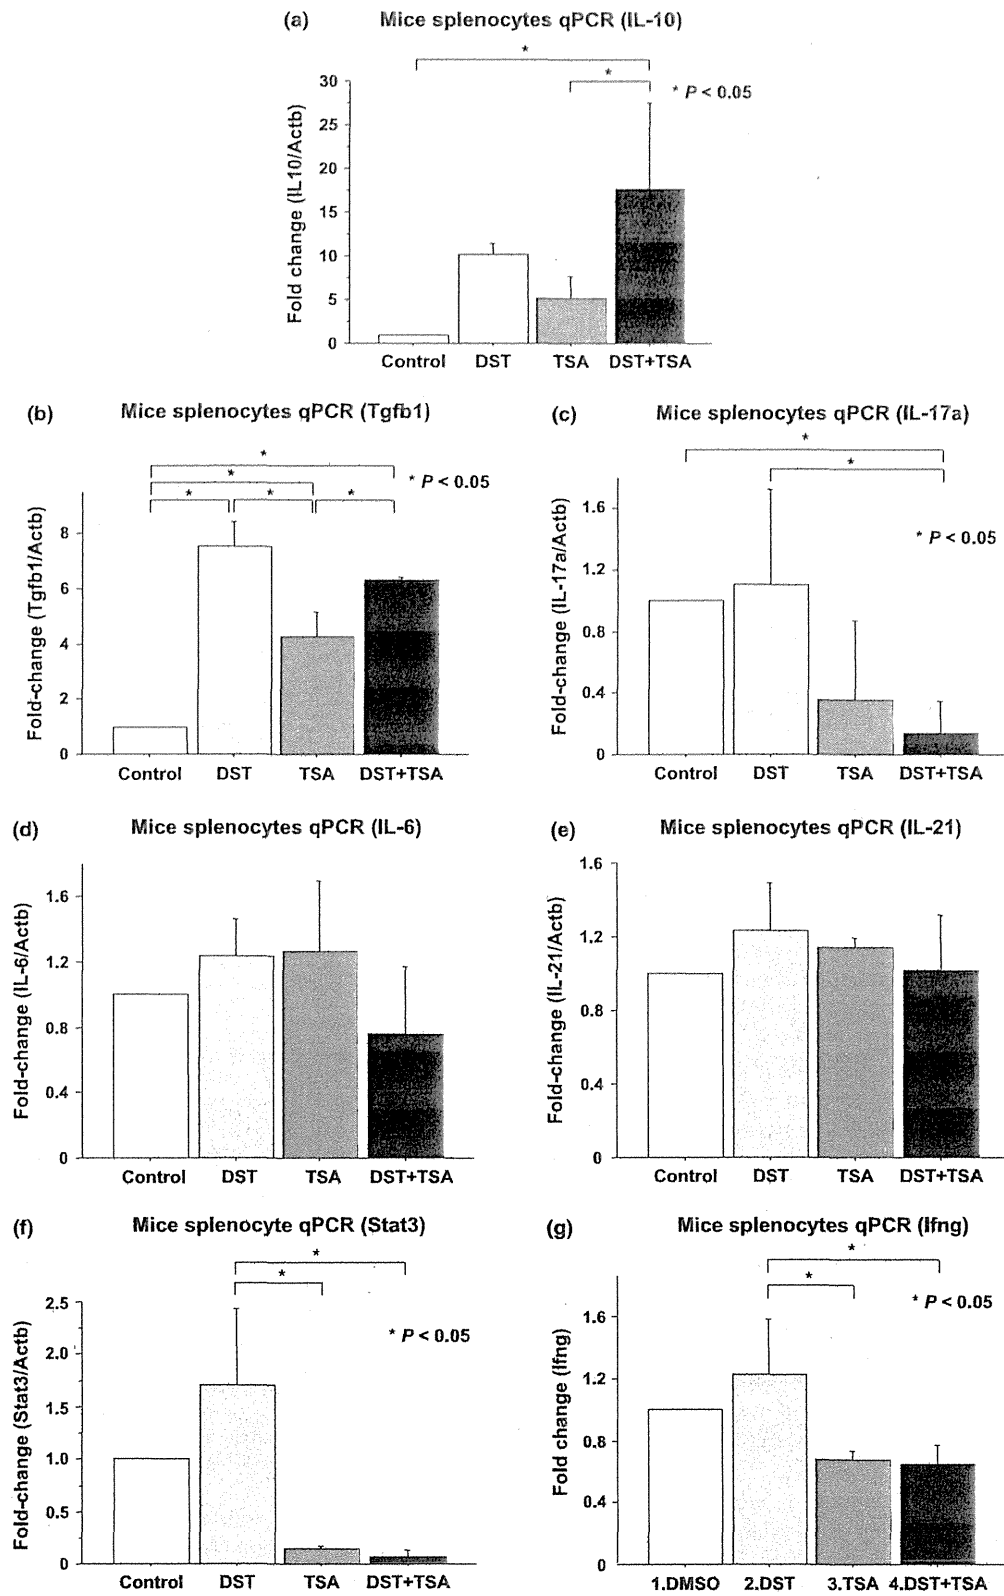 (a) Mice splenocytes qPCR (IL-10)
*
*
* P < 0.05
Fold change (IL10/Actb)
30
25
20
15
10
5
0
Control DST TSA DST+TSA
(b) Mice splenocytes qPCR (Tgfb1)
*
*
* * *
* P < 0.05
Fold-change (Tgfb1/Actb)
8
6
4
2
0
Control DST TSA DST+TSA
(c) Mice splenocytes qPCR (IL-17a)
*
*
* P < 0.05
Fold-change (IL-17a/Actb)
1.6
1.2
0.8
0.4
0
Control DST TSA DST+TSA
(d) Mice splenocytes qPCR (IL-6)
Fold-change (IL-6/Actb)
1.6
1.2
0.8
0.4
0
Control DST TSA DST+TSA
(e) Mice splenocytes qPCR (IL-21)
Fold-change (IL-21/Actb)
1.6
1.2
0.8
0.4
0
Control DST TSA DST+TSA
(f) Mice splenocyte qPCR (Stat3)
*
*
* P < 0.05
Fold-change (Stat3/Actb)
2.5
2.0
1.5
1.0
0.5
0
Control DST TSA DST+TSA
(g) Mice splenocytes qPCR (Ifng)
*
*
* P < 0.05
Fold change (Ifng)
1.6
1.2
0.8
0.4
0
1.DMSO 2.DST 3.TSA 4.DST+TSA